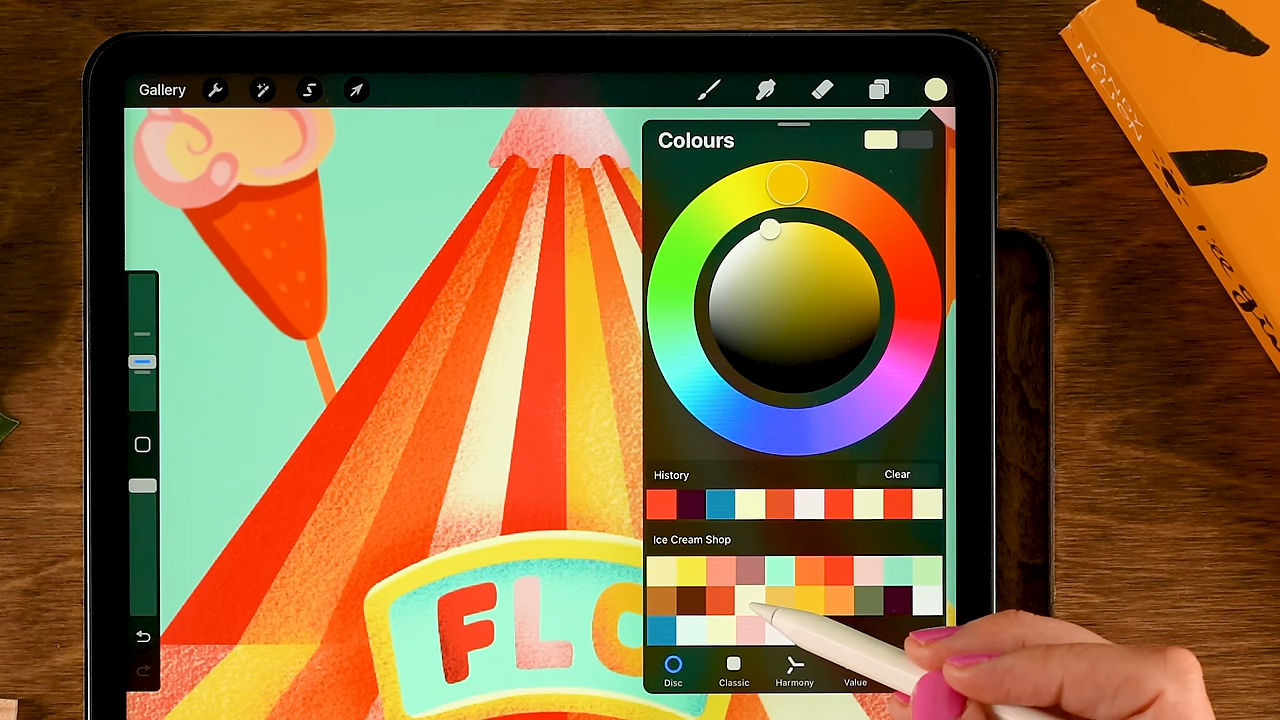 Gallery
Colours
History
Clear
Ice Cream Shop
FLO
Disc
Classic
Harmony
Value